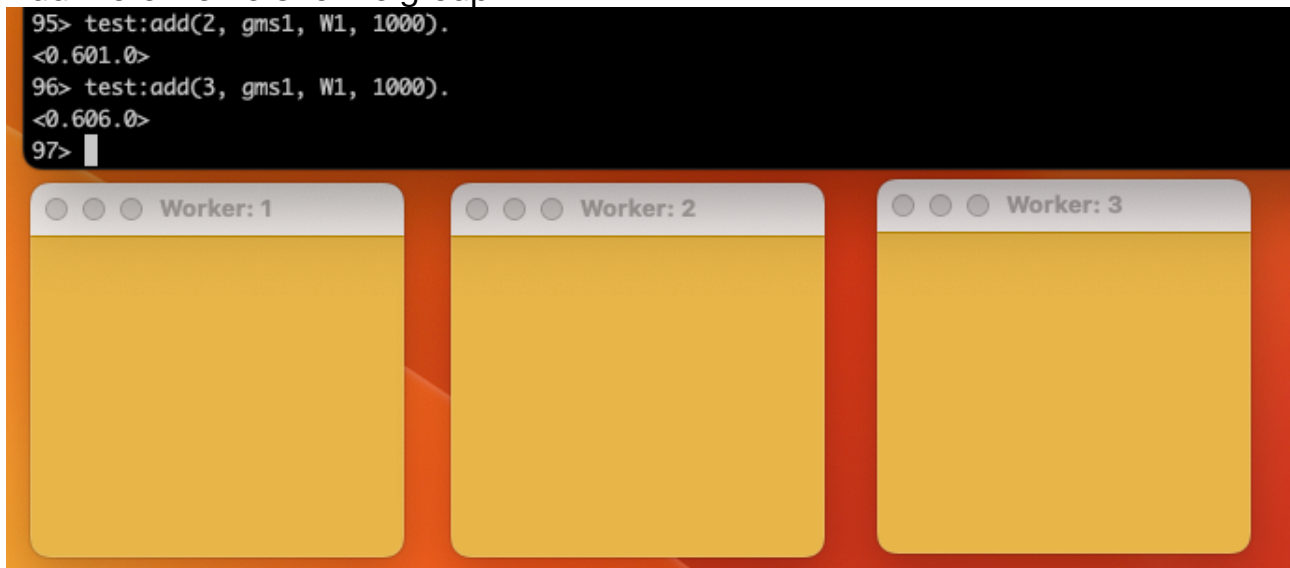 95> test:add(2, gms1, W1, 1000).
<0.601.0>
96> test:add(3, gms1, W1, 1000).
<0.606.0>
97>
Worker: 1
Worker: 2
Worker: 3